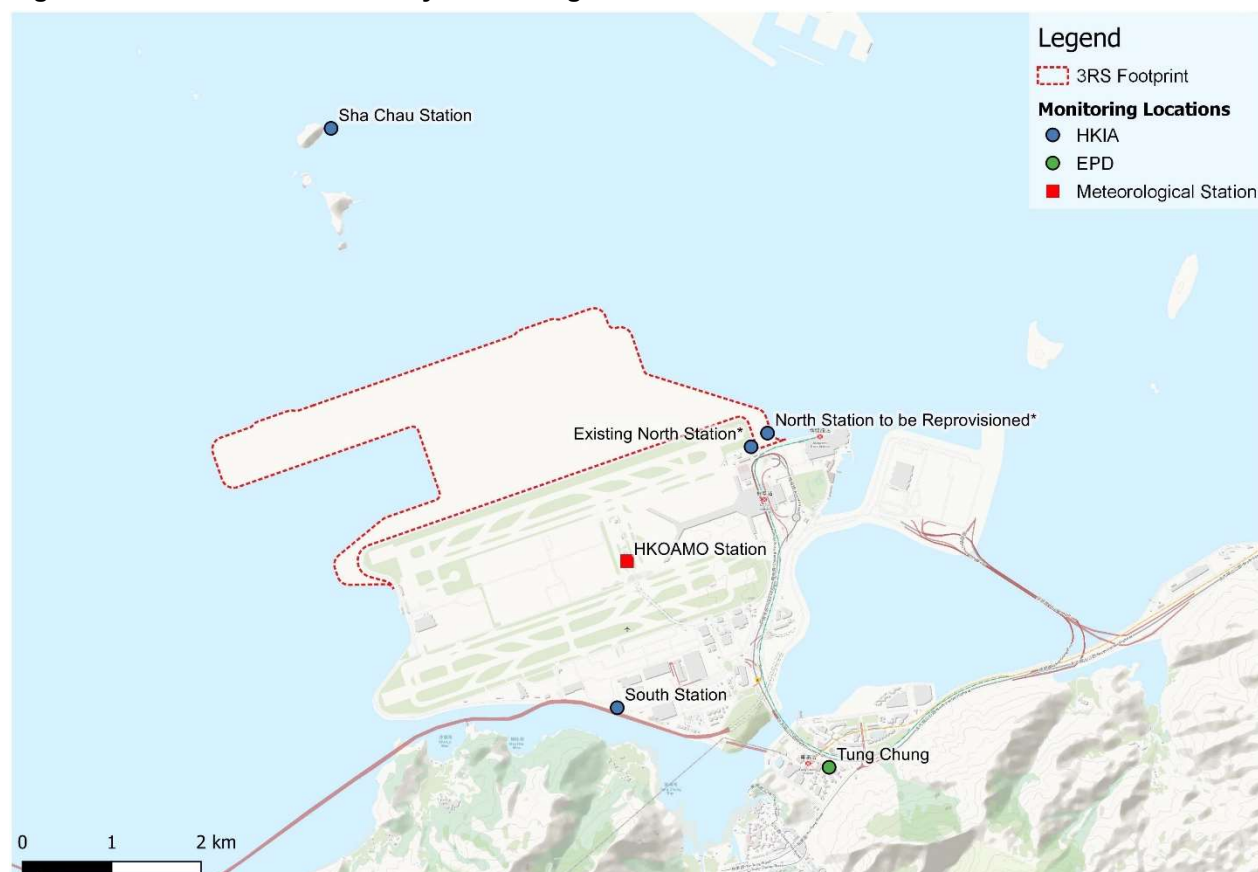 Legend
3RS Footprint
Monitoring Locations
HKIA
EPD
Meteorological Station
Sha Chau Station
North Station to be Reprovisioned*
Existing North Station*
HKOAMO Station
South Station
Tung Chung
0 1 2 km